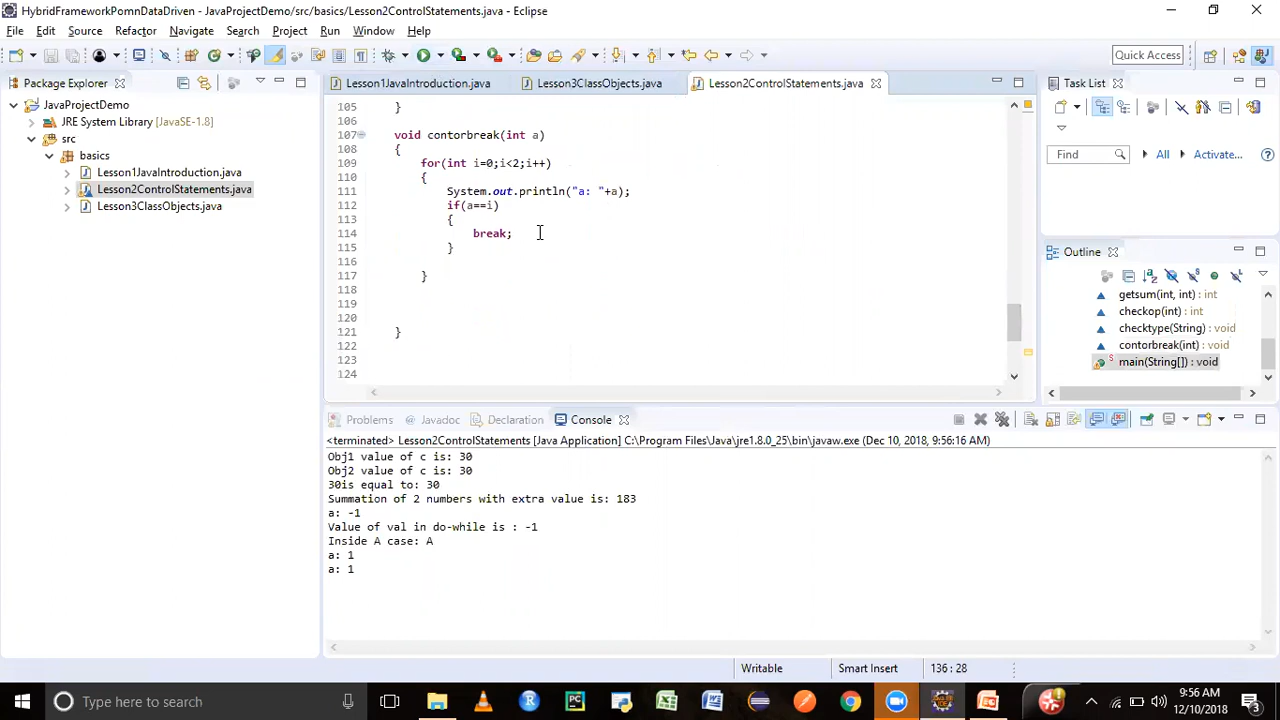 HybridFrameworkPomnDataDriven - JavaProjectDemo/src/basics/Lesson2ControlStatements.java - Eclipse
File Edit Source Refactor Navigate Search Project Run Window Help
Quick Access
Package Explorer
Lesson1JavaIntroduction.java Lesson3ClassObjects.java Lesson2ControlStatements.java
Task List
JavaProjectDemo
JRE System Library [JavaSE-1.8]
src
basics
Lesson1JavaIntroduction.java
Lesson2ControlStatements.java
Lesson3ClassObjects.java
105 }
106
107 void contorbreak(int a)
108 {
109 for(int i=0;i<2;i++)
110 {
111 System.out.println("a: "+a);
112 if(a==i)
113 {
114 break;
115 }
116
117 }
118
119
120
121 }
122
123
124
Find All Activate...
Outline
getsum(int, int) : int
checkop(int) : int
checktype(String) : void
contorbreak(int) : void
main(String[]) : void
Problems Javadoc Declaration Console
<terminated> Lesson2ControlStatements [Java Application] C:\Program Files\Java\jre1.8.0_25\bin\javaw.exe (Dec 10, 2018, 9:56:16 AM)
Obj1 value of c is: 30
Obj2 value of c is: 30
30is equal to: 30
Summation of 2 numbers with extra value is: 183
a: -1
Value of val in do-while is : -1
Inside A case: A
a: 1
a: 1
Writable Smart Insert 136 : 28
Type here to search
9:56 AM
12/10/2018